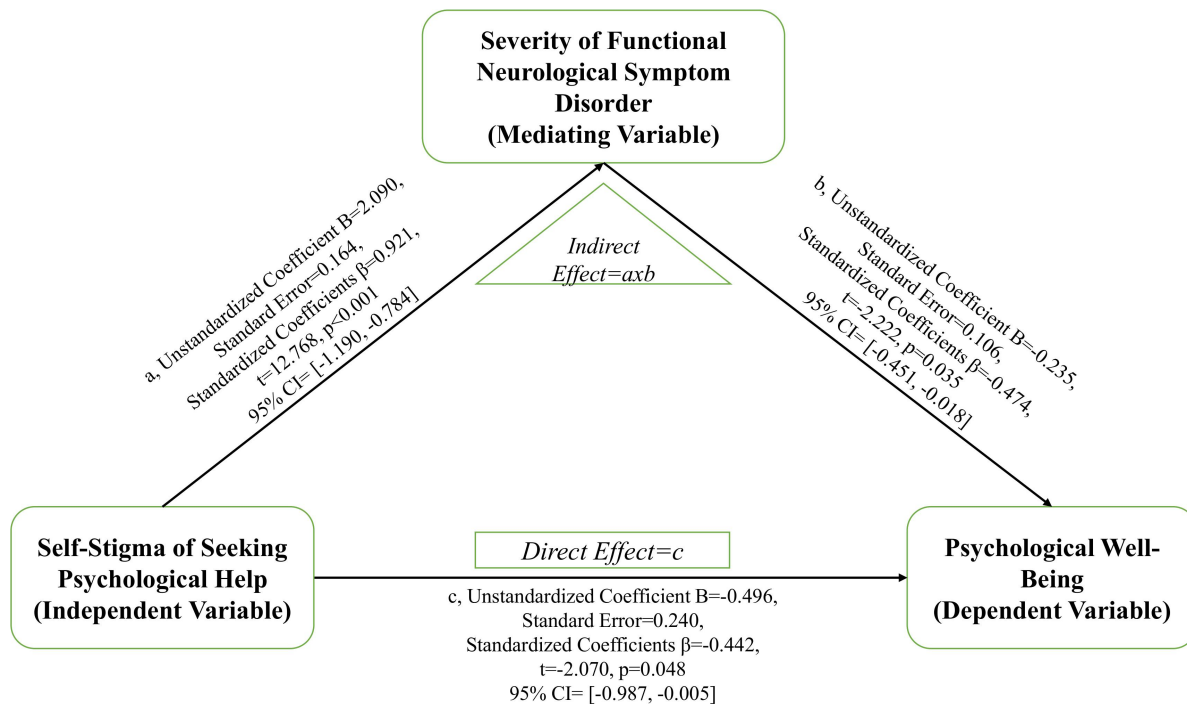 Severity of Functional
Neurological Symptom
Disorder
(Mediating Variable)
a, Unstandardized Coefficient B=2.090,
Standard Error=0.164,
Standardized Coefficients β=0.921,
t=12.768, p<0.001
95% CI= [-1.190, -0.784]
Indirect
Effect=axb
b, Unstandardized Coefficient B=-0.235,
Standard Error=0.106,
Standardized Coefficients β=-0.474,
t=-2.222, p=0.035
95% CI= [-0.451, -0.018]
Self-Stigma of Seeking
Psychological Help
(Independent Variable)
Direct Effect=c
c, Unstandardized Coefficient B=-0.496,
Standard Error=0.240,
Standardized Coefficients β=-0.442,
t=-2.070, p=0.048
95% CI= [-0.987, -0.005]
Psychological Well-
Being
(Dependent Variable)